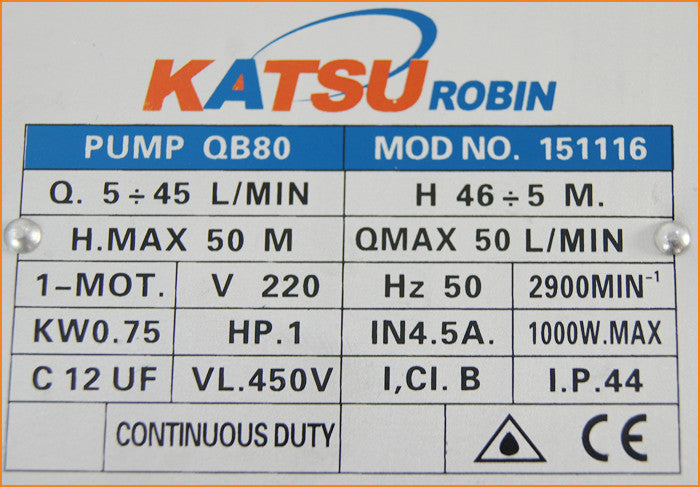 KATSU ROBIN
PUMP QB80 MOD NO. 151116
Q. 5÷45 L/MIN H 46÷5 M.
H.MAX 50 M QMAX 50 L/MIN
1-MOT. V 220 Hz 50 2900MIN⁻¹
KW0.75 HP.1 IN4.5A. 1000W.MAX
C 12 UF VL.450V I,CI. B I.P.44
CONTINUOUS DUTY CE